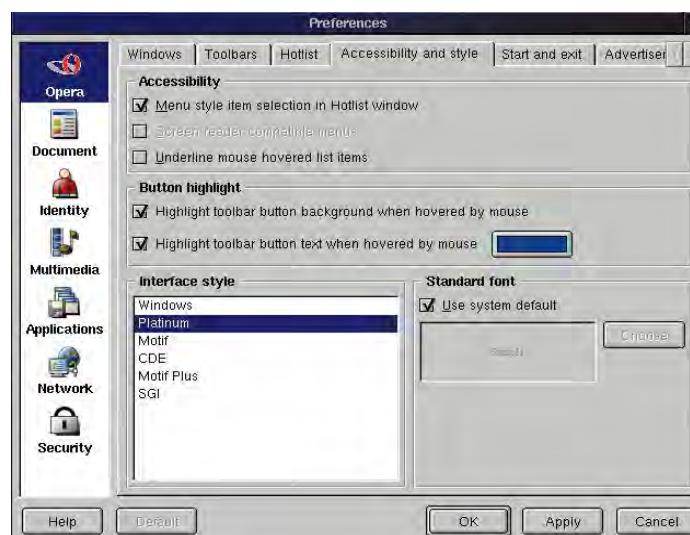 Preferences
Windows Toolbars Hotlist Accessibility and style Start and exit
Opera
Document
Identity
Multimedia
Applications
Network
Security
Accessibility
Menu style item selection in Hotlist window
Screen reader compatible menus
Underline mouse hovered list items
Button highlight
Highlight toolbar button background when hovered by mouse
Highlight toolbar button text when hovered by mouse
Interface style
Windows
Platinum
Motif
CDE
Motif Plus
SGI
Standard font
Use system default
Choose
Help Default OK Apply Cancel